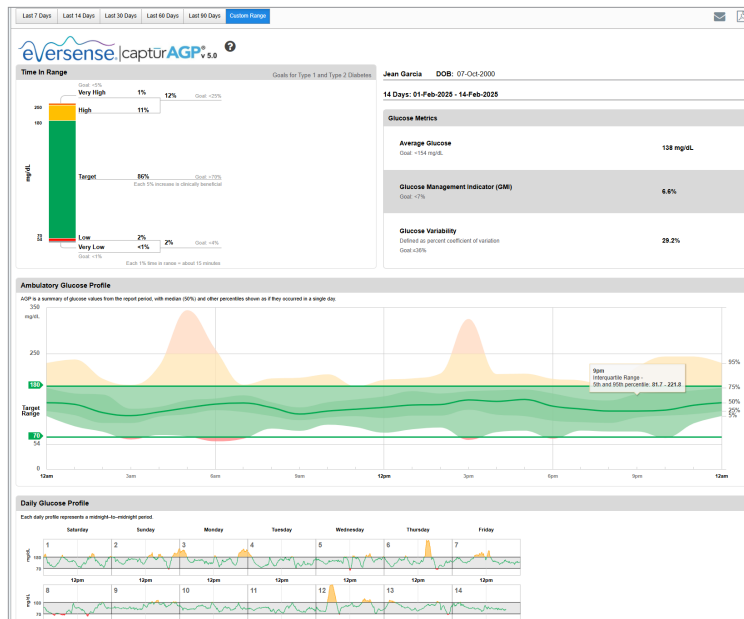 Last 7 Days Last 14 Days Last 30 Days Last 60 Days Last 90 Days Custom Range
eversense. | captürAGP® v 5.0 ?
Time In Range Goals for Type 1 and Type 2 Diabetes
Goal: <5%
Very High 1% 12% Goal: <25%
200
High 11%
180
mg/dL
Target 86% Goal: >70%
Each 5% increase is clinically beneficial
70
54
Low 2%
2% Goal: <4%
Very Low <1%
Goal: <1%
Each 1% time in range = about 15 minutes
Jean Garcia DOB: 07-Oct-2000
14 Days: 01-Feb-2025 - 14-Feb-2025
Glucose Metrics
Average Glucose 138 mg/dL
Goal: <154 mg/dL
Glucose Management Indicator (GMI) 6.6%
Goal: <7%
Glucose Variability 29.2%
Defined as percent coefficient of variation
Goal ≤36%
Ambulatory Glucose Profile
AGP is a summary of glucose values from the report period, with median (50%) and other percentiles shown as if they occurred in a single day.
350
mg/dL
250
180
Target
Range
70
54
0
95%
75%
50%
25%
5%
9pm
Interquartile Range -
5th and 95th percentile: 81.7 - 221.8
12am 3am 6am 9am 12pm 3pm 6pm 9pm 12am
Daily Glucose Profile
Each daily profile represents a midnight-to-midnight period.
Saturday Sunday Monday Tuesday Wednesday Thursday Friday
1 2 3 4 5 6 7
mg/dL
180
70
12pm 12pm 12pm 12pm 12pm 12pm 12pm
8 9 10 11 12 13 14
mg/dL
180
70